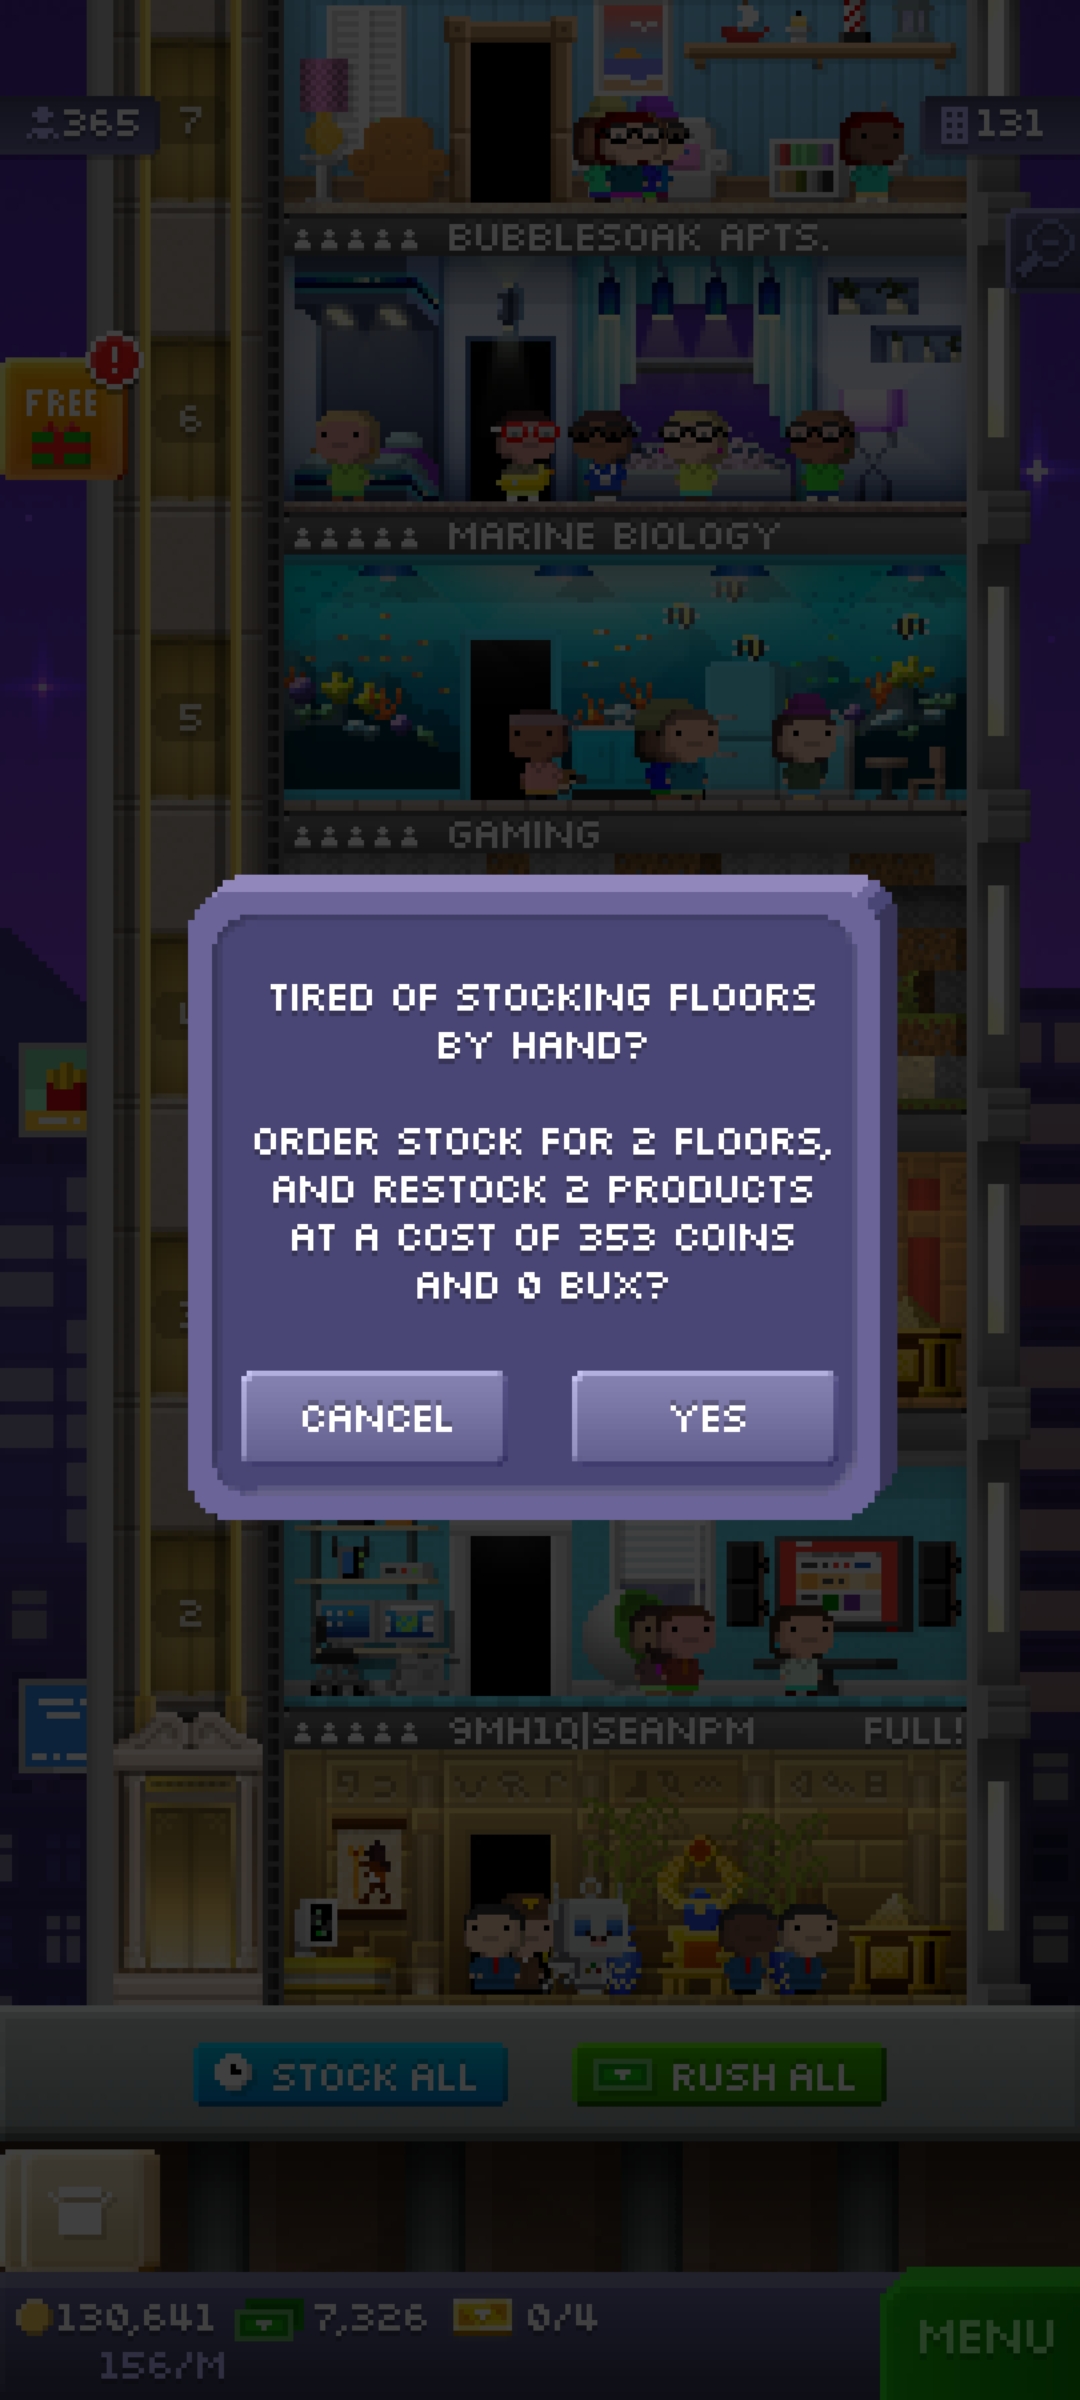 365
7
131
BUBBLESOAK APTS.
FREE
!
6
MARINE BIOLOGY
5
GAMING
TIRED OF STOCKING FLOORS
BY HAND?
ORDER STOCK FOR 2 FLOORS,
AND RESTOCK 2 PRODUCTS
AT A COST OF 353 COINS
AND 0 BUX?
CANCEL
YES
2
9MH1Q|SEANPM
FULL!
STOCK ALL
RUSH ALL
130,641
7,326
0/4
156/M
MENU